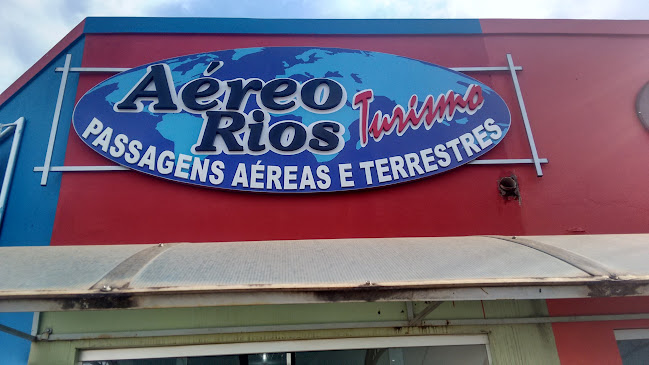 Aéreo
Rios Turismo
PASSAGENS AÉREAS E TERRESTRES